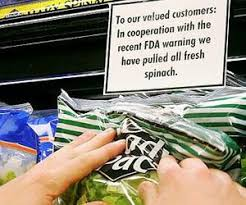 To our valued customers:
In cooperation with the
recent FDA warning we
have pulled all fresh
spinach.